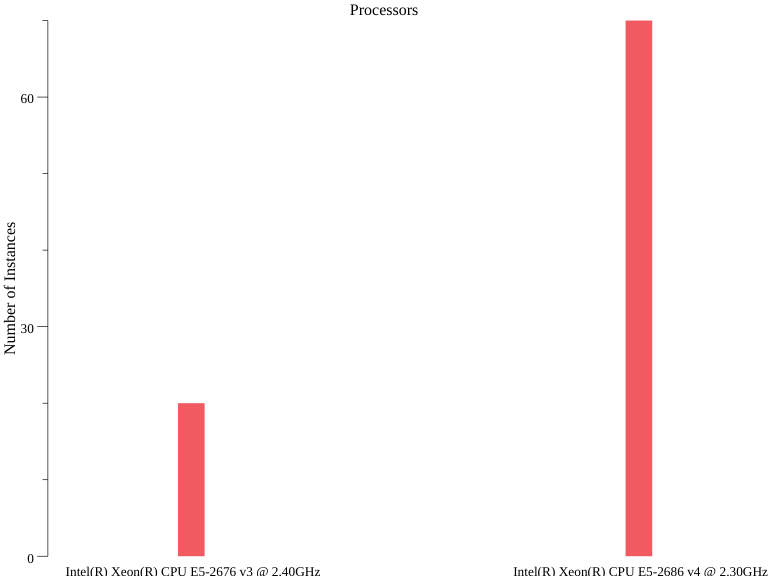 Processors
60
Number of Instances
30
0
Intel(R) Xeon(R) CPU E5-2676 v3 @ 2.40GHz
Intel(R) Xeon(R) CPU E5-2686 v4 @ 2.30GHz